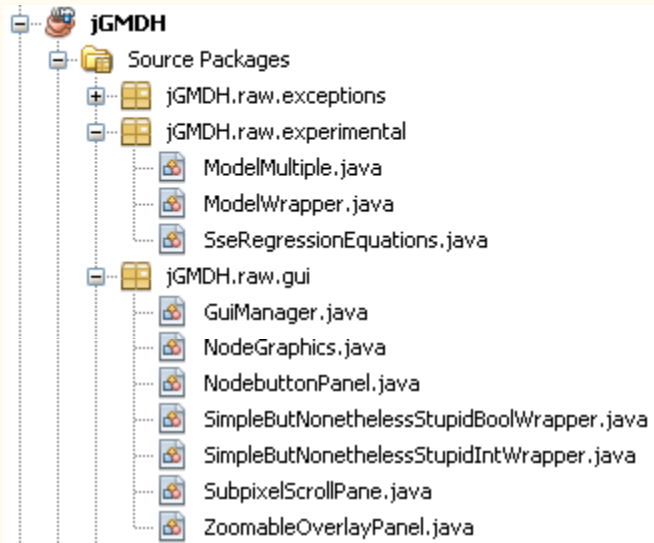 jGMDH
Source Packages
jGMDH.raw.exceptions
jGMDH.raw.experimental
ModelMultiple.java
ModelWrapper.java
SseRegressionEquations.java
jGMDH.raw.gui
GuiManager.java
NodeGraphics.java
NodebuttonPanel.java
SimpleButNonethelessStupidBoolWrapper.java
SimpleButNonethelessStupidIntWrapper.java
SubpixelScrollPane.java
ZoomableOverlayPanel.java